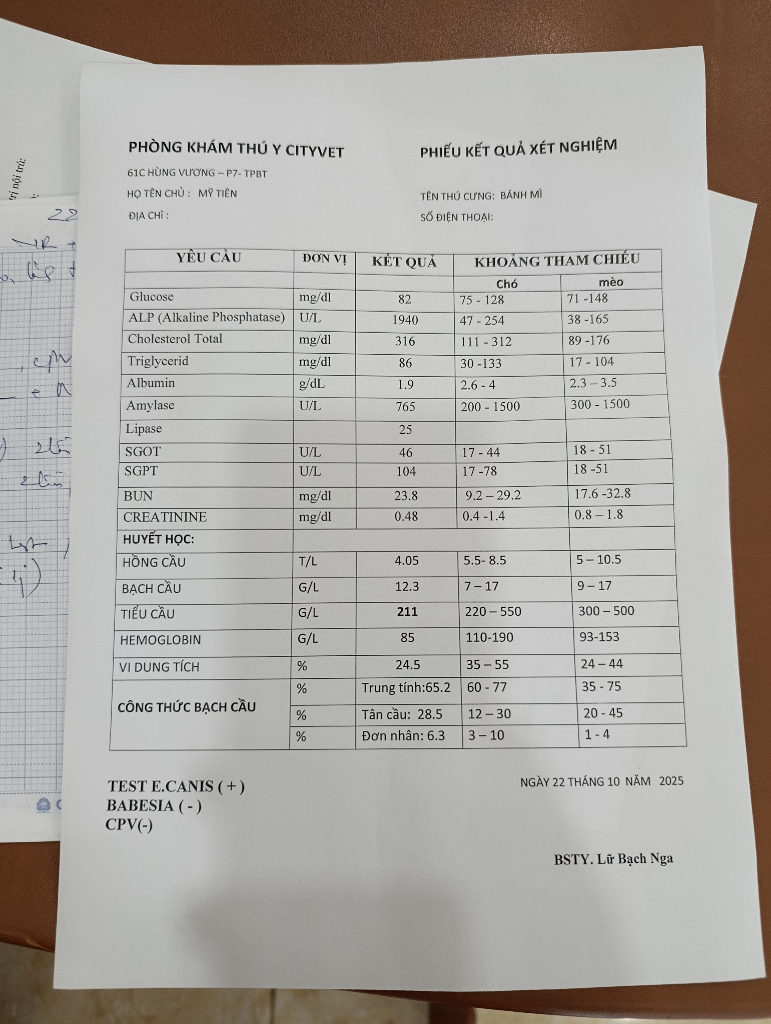 PHÒNG KHÁM THÚ Y CITYVET
PHIẾU KẾT QUẢ XÉT NGHIỆM
61C HÙNG VƯƠNG – P7- TPBT
HỌ TÊN CHỦ : MỸ TIÊN
TÊN THÚ CƯNG: BÁNH MÌ
ĐỊA CHỈ :
SỐ ĐIỆN THOẠI:
YÊU CẦU ĐƠN VỊ KẾT QUẢ KHOẢNG THAM CHIẾU
Chó mèo
Glucose mg/dl 82 75 - 128 71 -148
ALP (Alkaline Phosphatase) U/L 1940 47 - 254 38 -165
Cholesterol Total mg/dl 316 111 - 312 89 -176
Triglycerid mg/dl 86 30 -133 17 - 104
Albumin g/dL 1.9 2.6 - 4 2.3 – 3.5
Amylase U/L 765 200 - 1500 300 - 1500
Lipase 25
SGOT U/L 46 17 - 44 18 - 51
SGPT U/L 104 17 -78 18 -51
BUN mg/dl 23.8 9.2 – 29.2 17.6 -32.8
CREATININE mg/dl 0.48 0.4 -1.4 0.8 – 1.8
HUYẾT HỌC:
HỒNG CẦU T/L 4.05 5.5- 8.5 5 – 10.5
BẠCH CẦU G/L 12.3 7 – 17 9 – 17
TIỂU CẦU G/L 211 220 – 550 300 – 500
HEMOGLOBIN G/L 85 110-190 93-153
VI DUNG TÍCH % 24.5 35 – 55 24 – 44
CÔNG THỨC BẠCH CẦU % Trung tính:65.2 60 - 77 35 - 75
% Tân cầu: 28.5 12 – 30 20 - 45
% Đơn nhân: 6.3 3 – 10 1 - 4
TEST E.CANIS ( + )
NGÀY 22 THÁNG 10 NĂM 2025
BABESIA ( - )
CPV(-)
BSTY. Lữ Bạch Nga
trị nội trúc
22